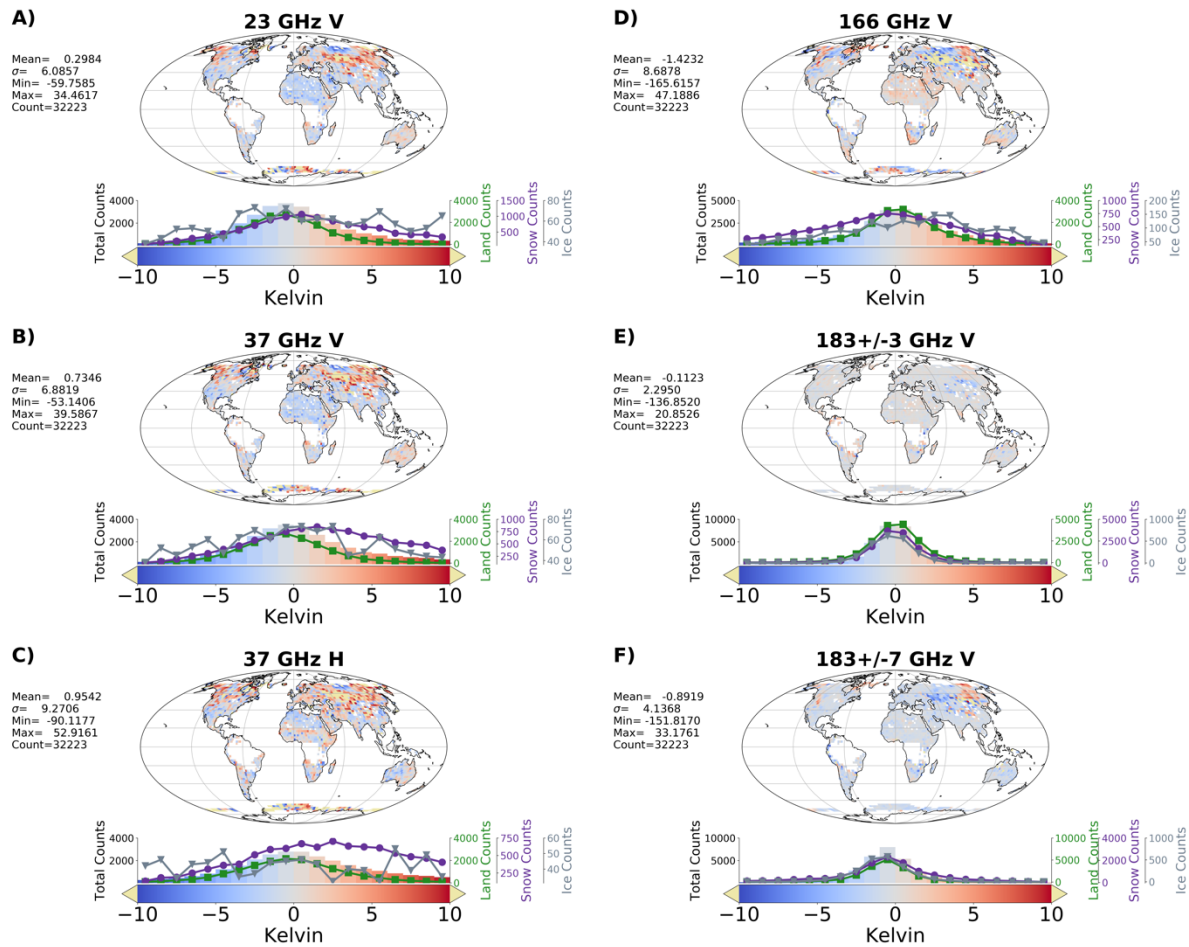 A)
23 GHz V
Mean= 0.2984
σ= 6.0857
Min= -59.7585
Max= 34.4617
Count=32223
Total Counts
4000
2000
4000
2000
0
Land Counts
1500
1000
500
Snow Counts
80
60
40
Ice Counts
−10
−5
0
5
10
Kelvin
B)
37 GHz V
Mean= 0.7346
σ= 6.8819
Min= -53.1406
Max= 39.5867
Count=32223
Total Counts
4000
2000
4000
2000
0
Land Counts
1000
750
500
250
Snow Counts
80
60
40
Ice Counts
−10
−5
0
5
10
Kelvin
C)
37 GHz H
Mean= 0.9542
σ= 9.2706
Min= -90.1177
Max= 52.9161
Count=32223
Total Counts
4000
2000
4000
2000
0
Land Counts
750
500
250
Snow Counts
60
40
Ice Counts
−10
−5
0
5
10
Kelvin
D)
166 GHz V
Mean= -1.4232
σ= 8.6878
Min= -165.6157
Max= 47.1886
Count=32223
Total Counts
5000
4000
2000
0
Land Counts
1000
750
500
250
Snow Counts
200
150
100
50
Ice Counts
−10
−5
0
5
10
Kelvin
E)
183+/-3 GHz V
Mean= -0.1123
σ= 2.2950
Min= -136.8520
Max= 20.8526
Count=32223
Total Counts
10000
5000
5000
2500
0
Land Counts
5000
2500
0
Snow Counts
1000
500
0
Ice Counts
−10
−5
0
5
10
Kelvin
F)
183+/-7 GHz V
Mean= -0.8919
σ= 4.1368
Min= -151.8170
Max= 33.1761
Count=32223
Total Counts
10000
5000
10000
5000
0
Land Counts
4000
2000
0
Snow Counts
1000
500
0
Ice Counts
−10
−5
0
5
10
Kelvin